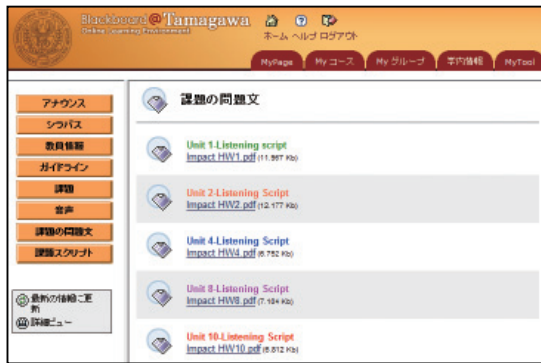 Blackboard@Tamagawa
Online Learning Environment
ホーム ヘルプ ログアウト
MyPage
My コース
My グループ
学内情報
MyTool
アナウンス
シラバス
教員情報
ガイドライン
課題
音声
課題の問題文
課題スクリプト
最新の情報に更
新
詳細ビュー
課題の問題文
Unit 1-Listening script
Impact HW1.pdf (11.967 Kb)
Unit 2-Listening Script
Impact HW2.pdf (12.177 Kb)
Unit 4-Listening Script
Impact HW4.pdf (6.752 Kb)
Unit 8-Listening Script
Impact HW8.pdf (7.184 Kb)
Unit 10-Listening Script
Impact HW10.pdf (6.812 Kb)